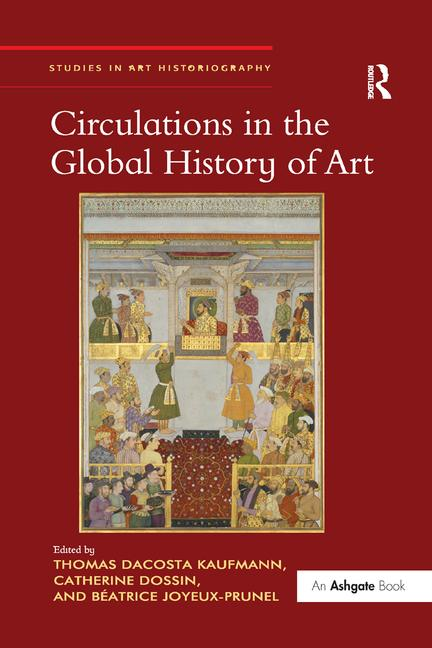 STUDIES IN ART HISTORIOGRAPHY
ROUTLEDGE
Circulations in the
Global History of Art
Edited by
THOMAS DACOSTA KAUFMANN,
CATHERINE DOSSIN,
AND BÉATRICE JOYEUX-PRUNEL
An Ashgate Book